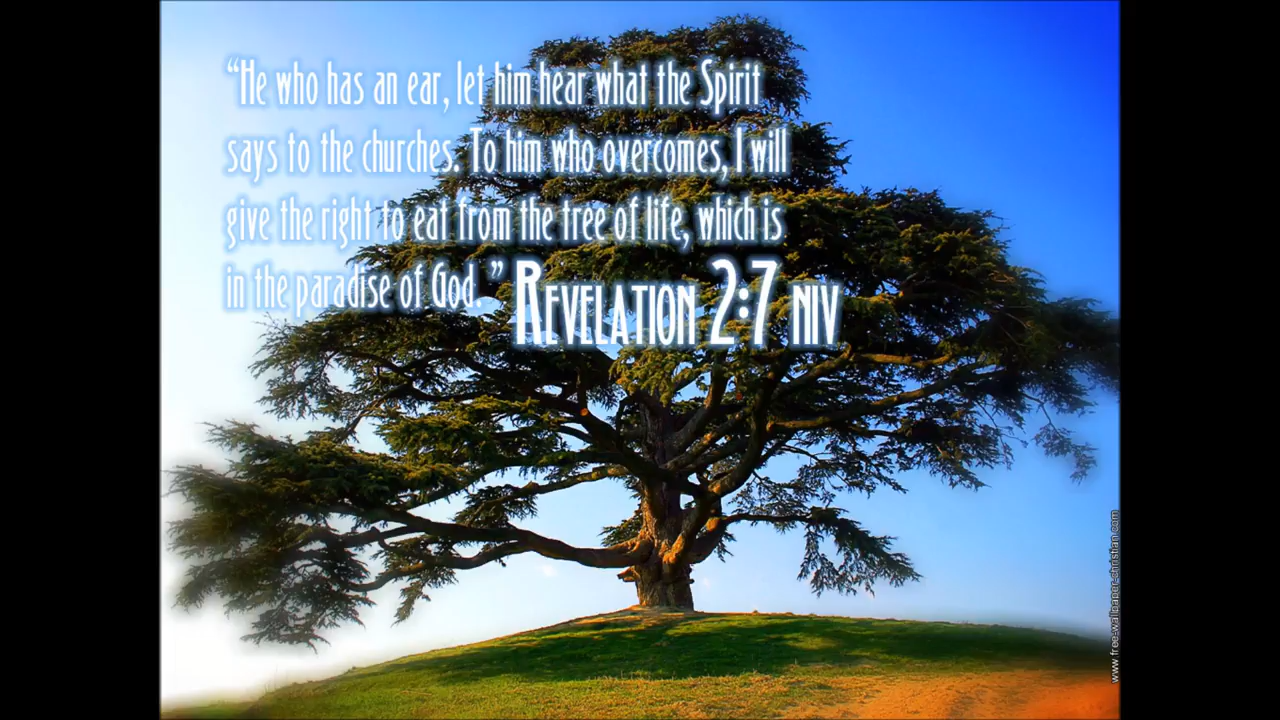 “He who has an ear, let him hear what the Spirit
says to the churches. To him who overcomes, I will
give the right to eat from the tree of life, which is
in the paradise of God.” REVELATION 2:7 NIV
www.free-wallpaper-christian.com